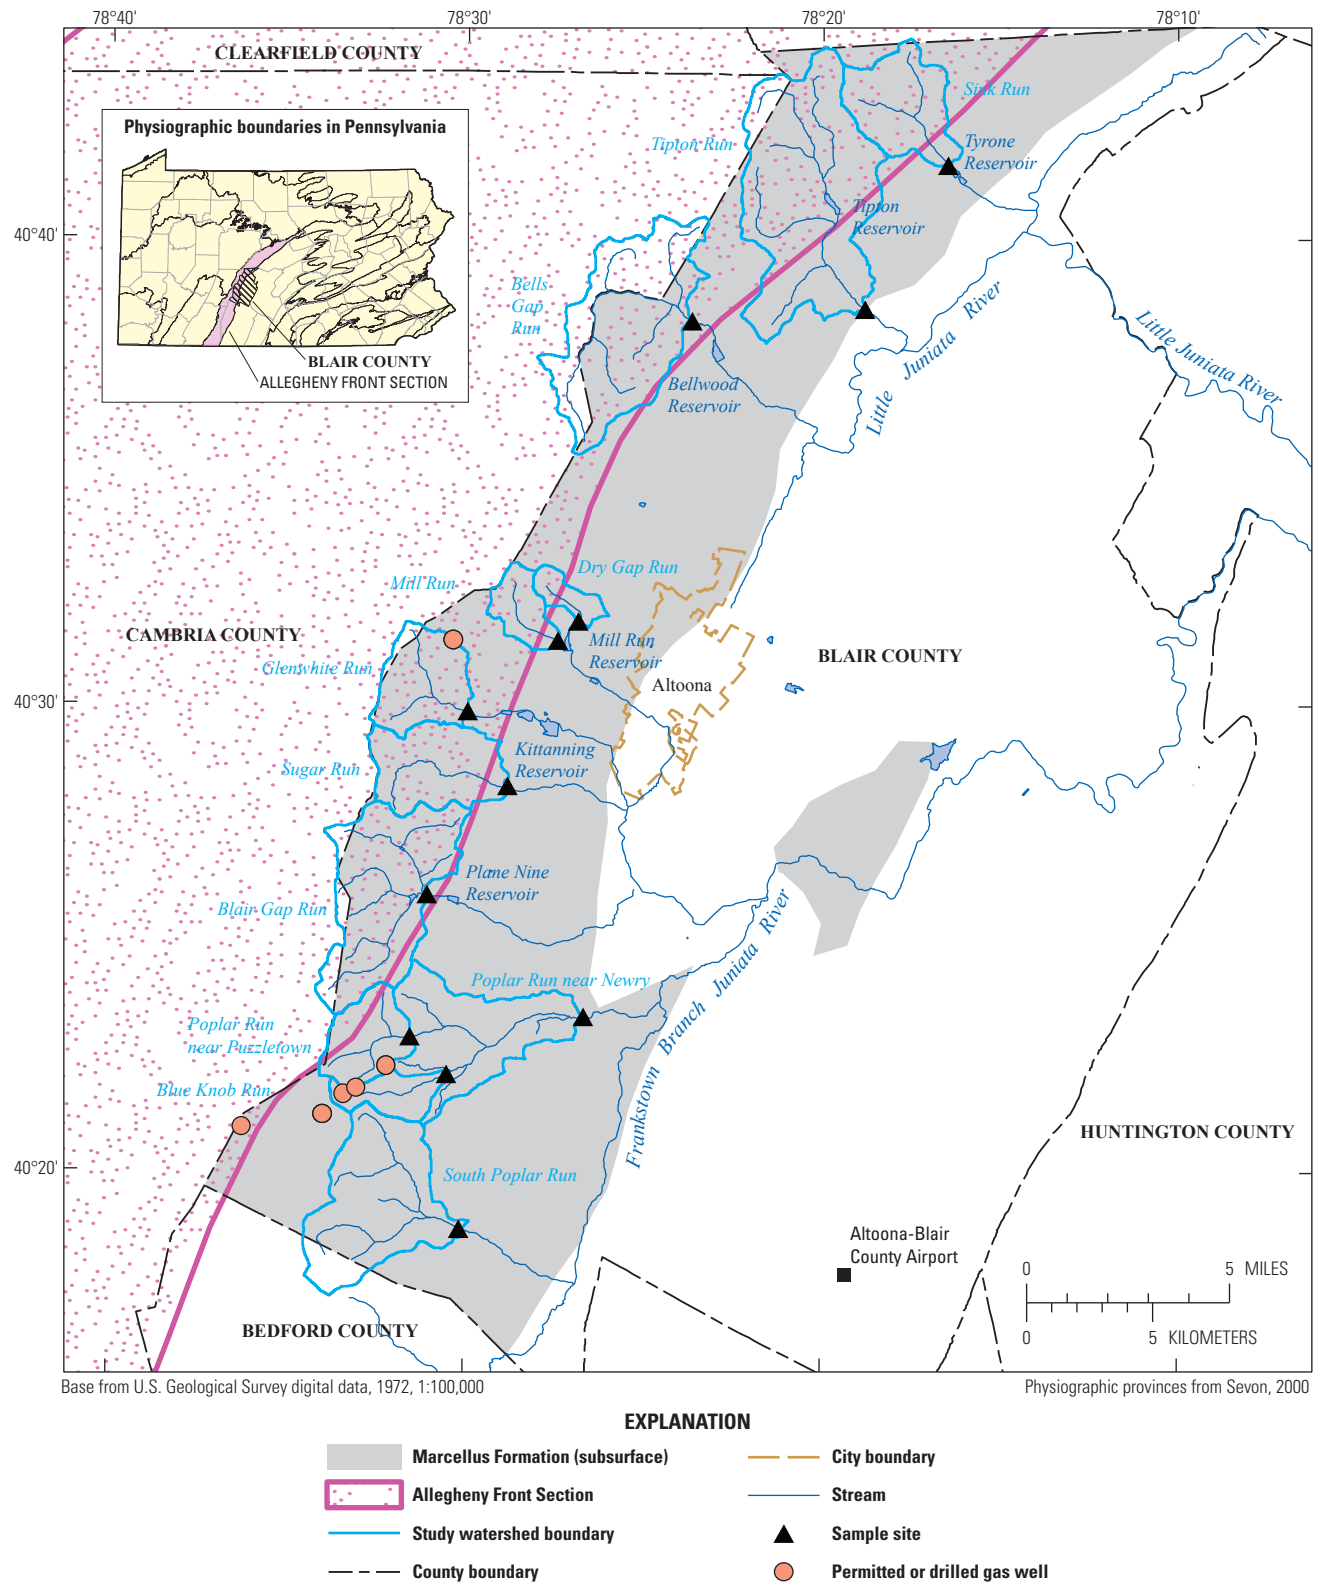 78°40'
78°30'
78°20'
78°10'
CLEARFIELD COUNTY
Physiographic boundaries in Pennsylvania
BLAIR COUNTY
ALLEGHENY FRONT SECTION
Sink Run
Tipton Run
Tyrone
Reservoir
Tipton
Reservoir
40°40'
Bells
Gap
Run
Little Juniata River
Little Juniata River
Bellwood
Reservoir
Dry Gap Run
Mill Run
CAMBRIA COUNTY
Mill Run
Reservoir
BLAIR COUNTY
Glenwhite Run
Altoona
40°30'
Kittanning
Reservoir
Sugar Run
Plane Nine
Reservoir
Blair Gap Run
Frankstown Branch Juniata River
Poplar Run near Newry
Poplar Run
near Puzzletown
Blue Knob Run
HUNTINGTON COUNTY
40°20'
South Poplar Run
Altoona-Blair
County Airport
0 5 MILES
0 5 KILOMETERS
BEDFORD COUNTY
Base from U.S. Geological Survey digital data, 1972, 1:100,000
Physiographic provinces from Sevon, 2000
EXPLANATION
Marcellus Formation (subsurface)
Allegheny Front Section
Study watershed boundary
County boundary
City boundary
Stream
Sample site
Permitted or drilled gas well